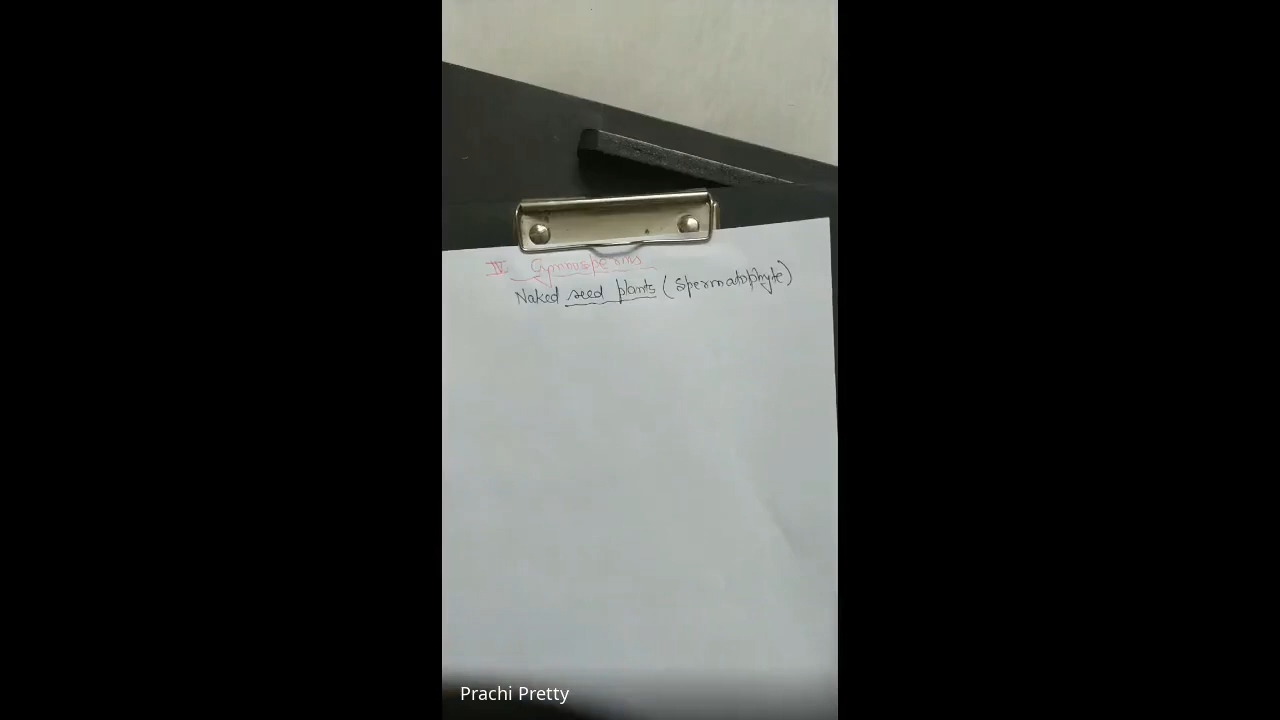 IV Gymnosperms
Naked seed plants (Spermatophyte)
Prachi Pretty